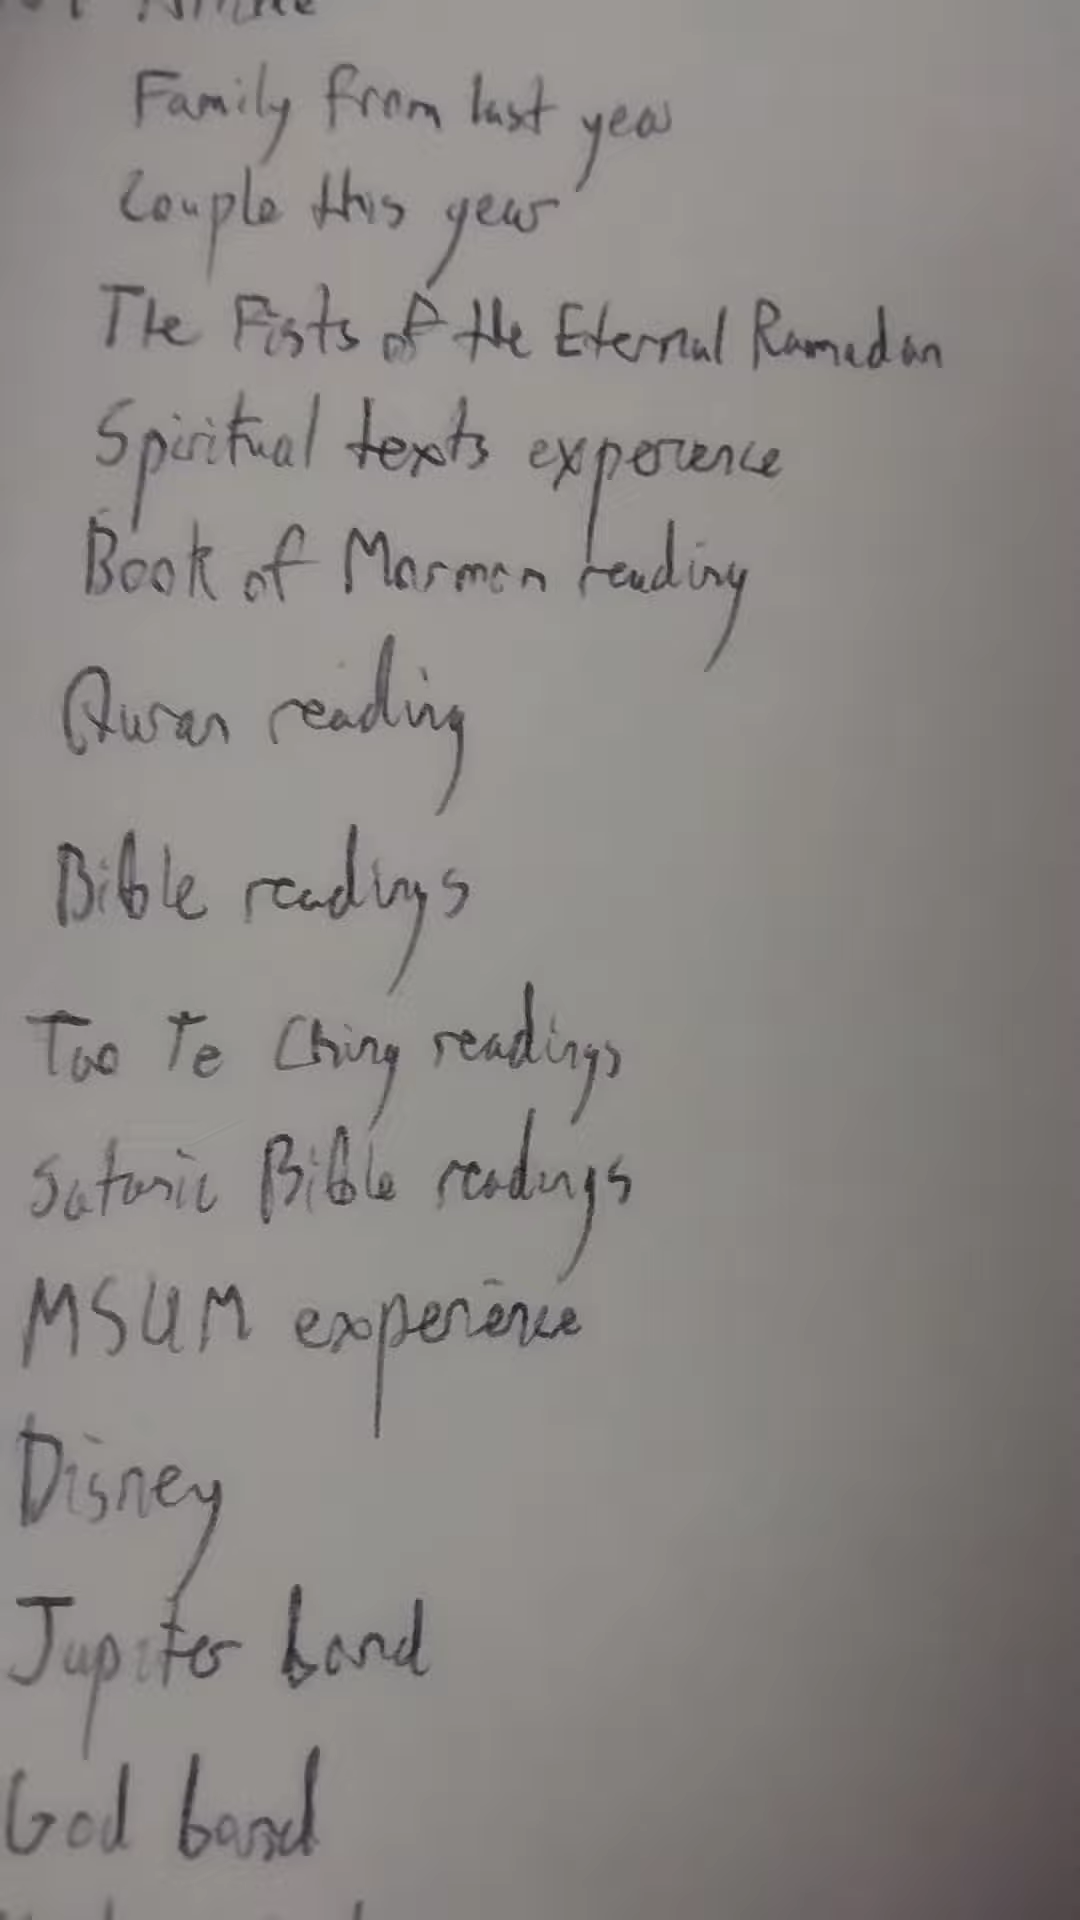 Family from last year
Couple this year
The Fists of the Eternal Ramadan
Spiritual texts experience
Book of Mormon reading
Quran reading
Bible readings
Tao Te Ching readings
Satanic Bible readings
MSUM experience
Disney
Jupiter band
God band